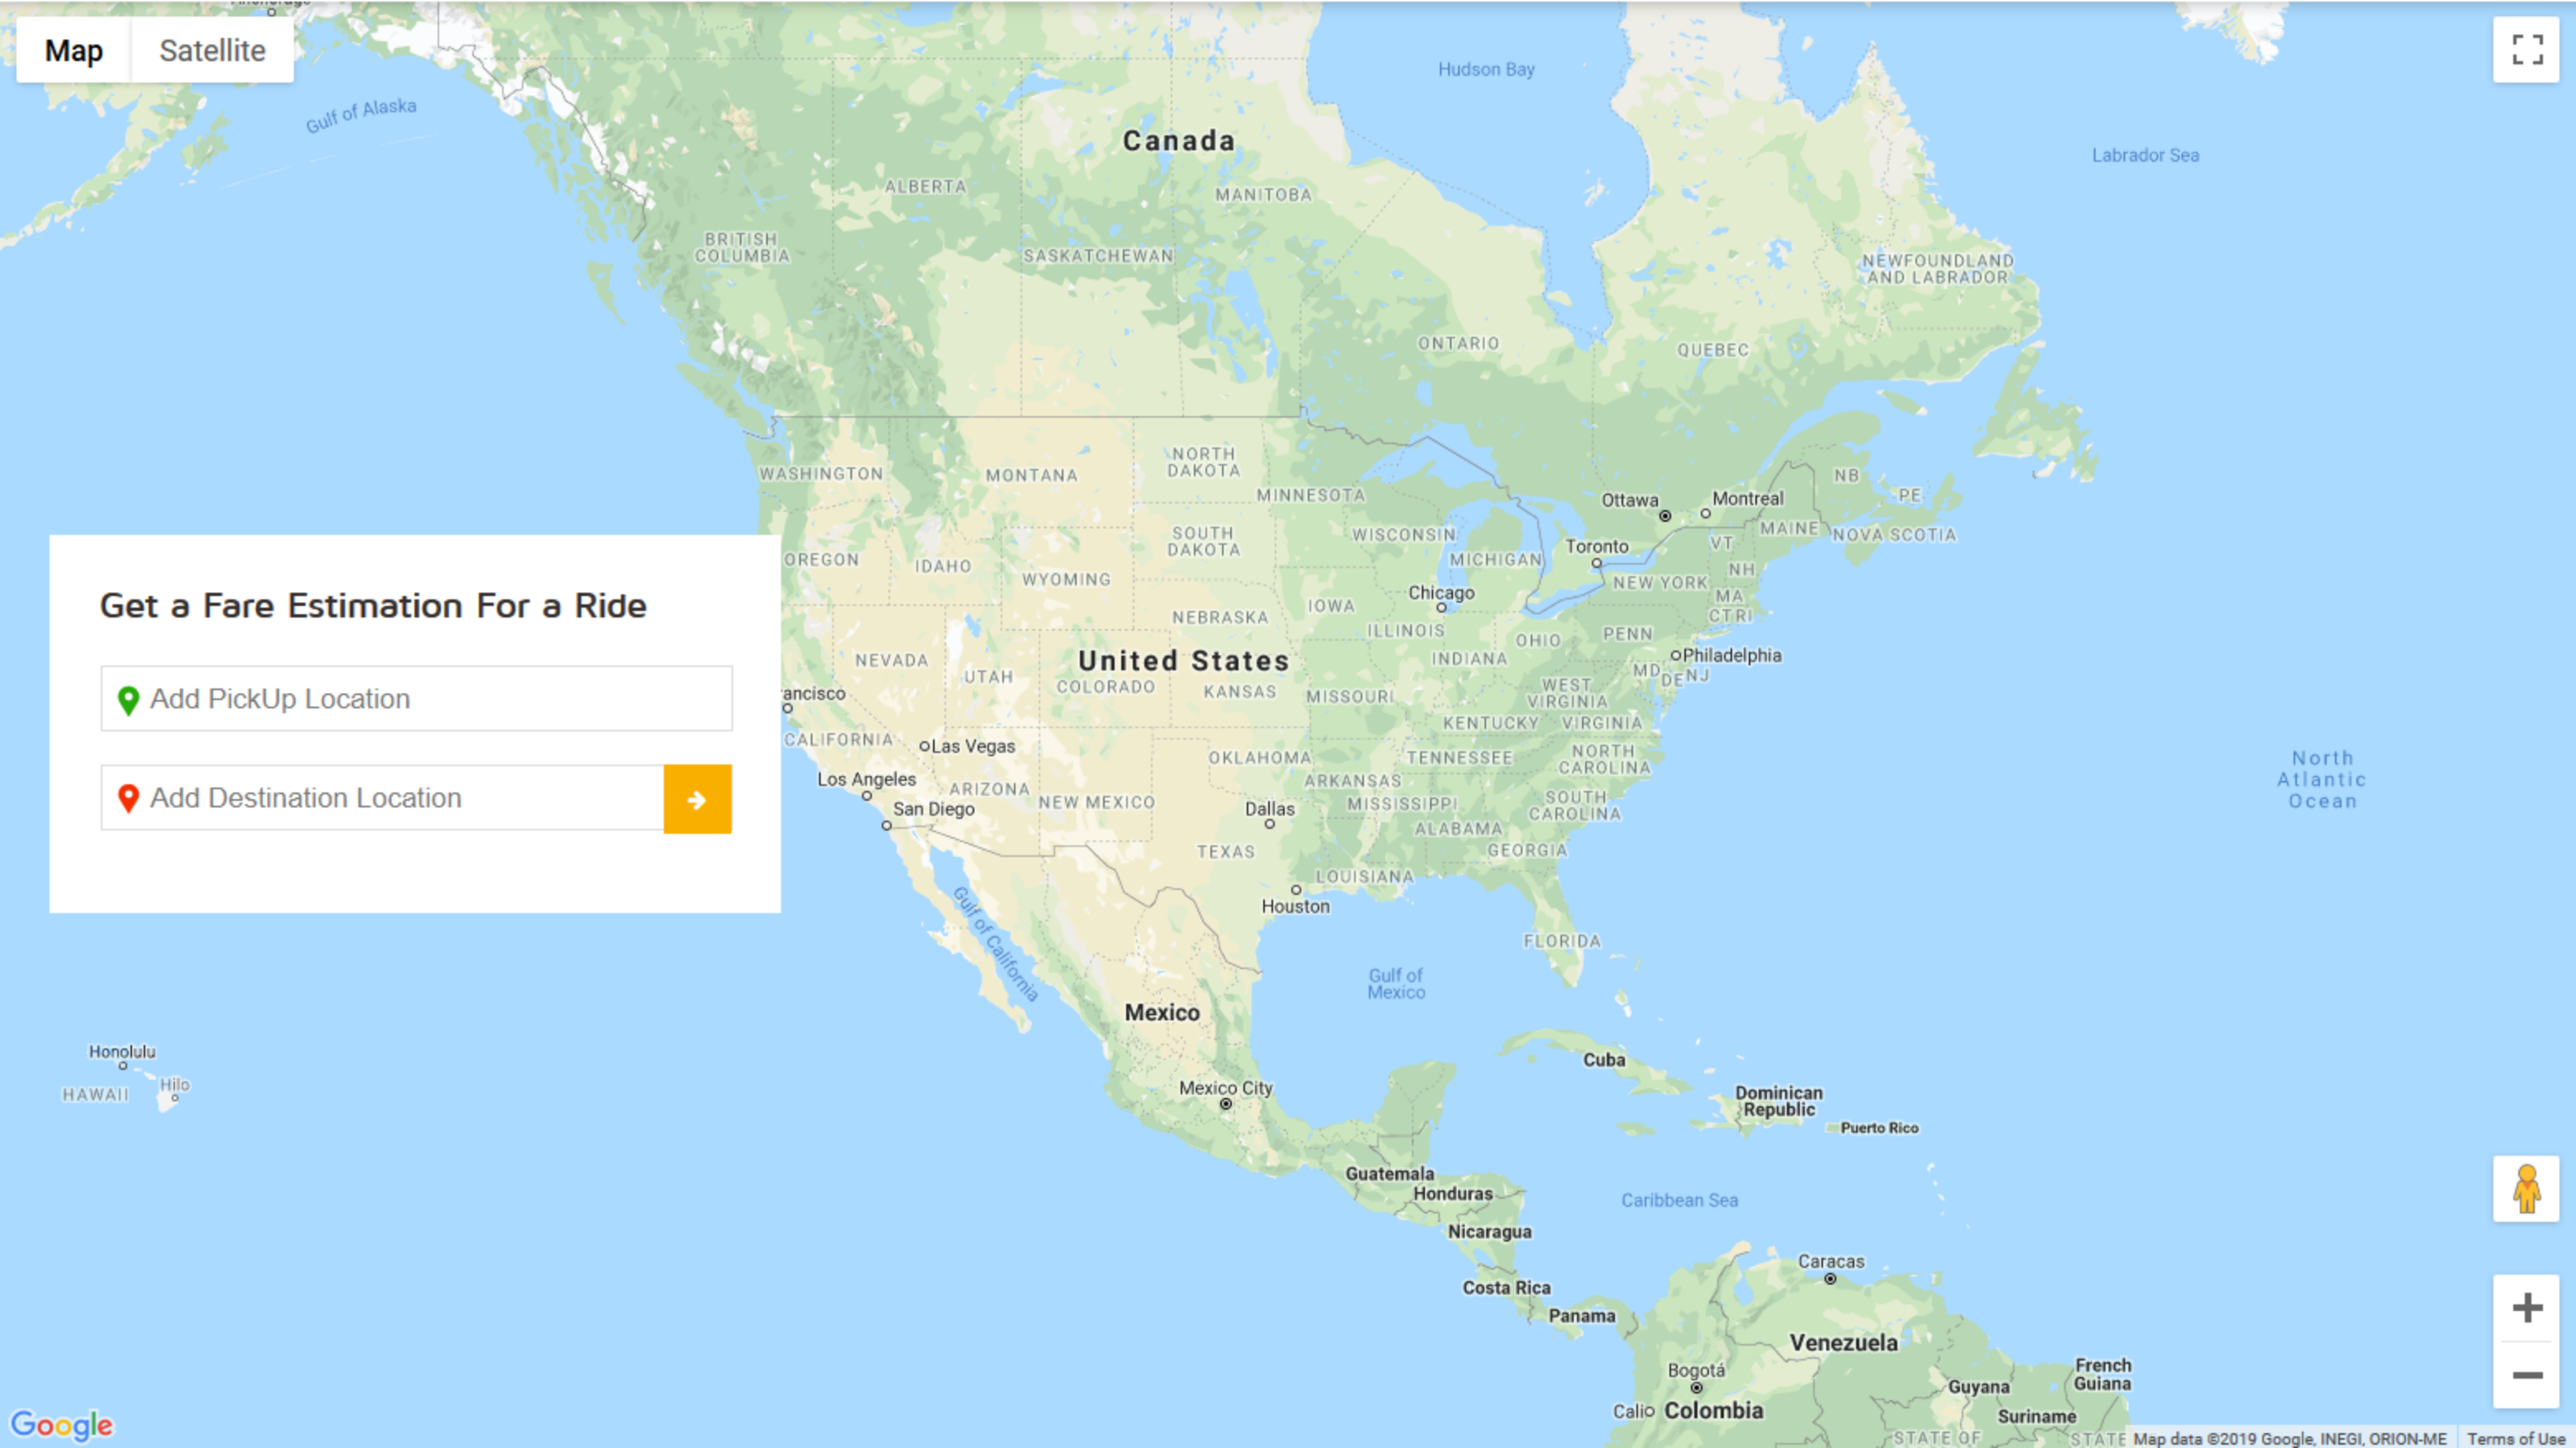 Anchorage
Map
Satellite
Hudson Bay
Gulf of Alaska
Canada
Labrador Sea
ALBERTA
MANITOBA
BRITISH
COLUMBIA
SASKATCHEWAN
NEWFOUNDLAND
AND LABRADOR
ONTARIO
QUEBEC
WASHINGTON
MONTANA
NORTH
DAKOTA
MINNESOTA
Ottawa
Montreal
NB
PE
MAINE
NOVA SCOTIA
OREGON
IDAHO
SOUTH
DAKOTA
WISCONSIN
MICHIGAN
Toronto
VT
NH
WYOMING
NEW YORK
Chicago
MA
CT RI
Get a Fare Estimation For a Ride
NEBRASKA
IOWA
ILLINOIS
OHIO
PENN
NEVADA
UTAH
United States
COLORADO
KANSAS
MISSOURI
INDIANA
Philadelphia
MD
DE NJ
WEST
VIRGINIA
Add PickUp Location
ancisco
KENTUCKY
VIRGINIA
CALIFORNIA
Las Vegas
OKLAHOMA
TENNESSEE
NORTH
CAROLINA
North
Atlantic
Ocean
Los Angeles
ARIZONA
NEW MEXICO
ARKANSAS
MISSISSIPPI
SOUTH
CAROLINA
Add Destination Location
San Diego
Dallas
ALABAMA
TEXAS
GEORGIA
LOUISIANA
Houston
Gulf of California
FLORIDA
Gulf of
Mexico
Mexico
Honolulu
HAWAII
Hilo
Mexico City
Cuba
Dominican
Republic
Puerto Rico
Guatemala
Honduras
Caribbean Sea
Nicaragua
Caracas
Costa Rica
Panama
Venezuela
Bogotá
French
Guiana
Guyana
Cali
Colombia
Suriname
STATE OF
STATE
Google
Map data ©2019 Google, INEGI, ORION-ME
Terms of Use